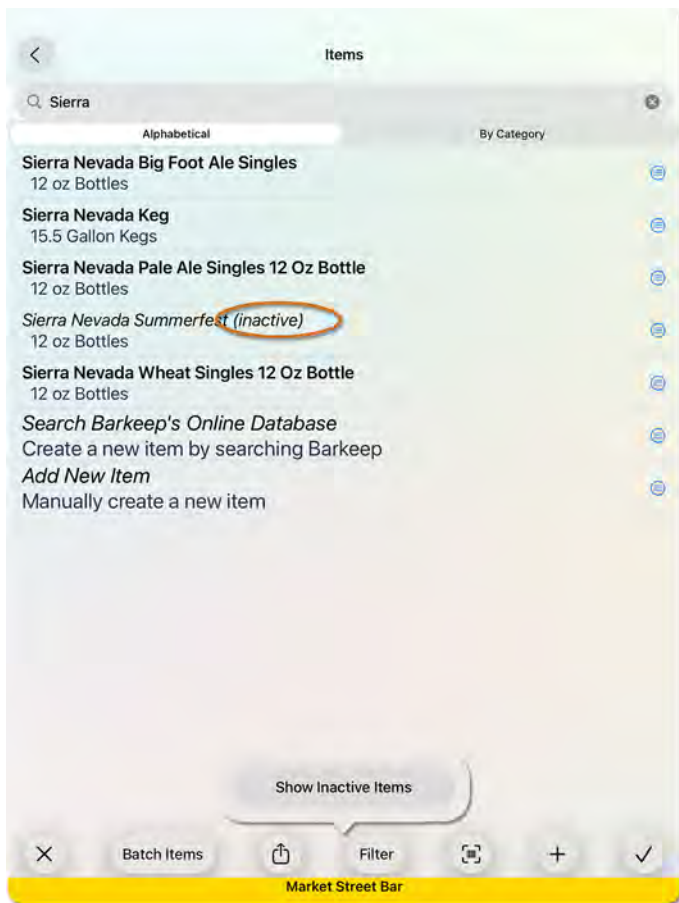 Items
Sierra
Alphabetical
By Category
Sierra Nevada Big Foot Ale Singles
12 oz Bottles
Sierra Nevada Keg
15.5 Gallon Kegs
Sierra Nevada Pale Ale Singles 12 Oz Bottle
12 oz Bottles
Sierra Nevada Summerfest (inactive)
12 oz Bottles
Sierra Nevada Wheat Singles 12 Oz Bottle
12 oz Bottles
Search Barkeep's Online Database
Create a new item by searching Barkeep
Add New Item
Manually create a new item
Show Inactive Items
Batch Items
Filter
Market Street Bar